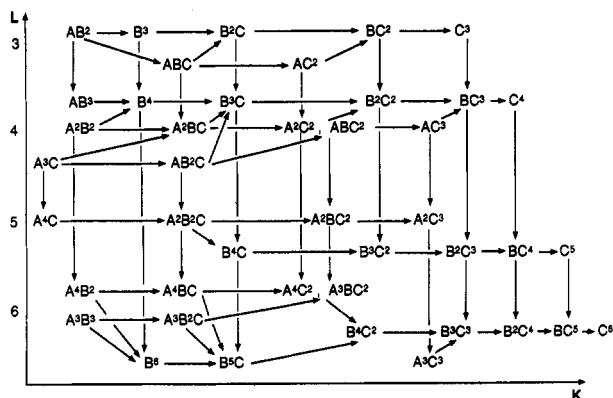 L
3
AB² B³ B²C BC² C³
ABC AC²
AB³ B⁴ B³C B²C² BC³ C⁴
4
A²B² A²BC A²C² ABC² AC³
A³C AB²C
5
A⁴C A²B²C A²BC² A²C³
B⁴C B³C² B²C³ BC⁴ C⁵
A⁴B² A⁴BC A⁴C² A³BC²
6
A³B³ A³B²C
B⁴C² B³C³ B²C⁴ BC⁵ C⁶
B⁶ B⁵C A³C³
K